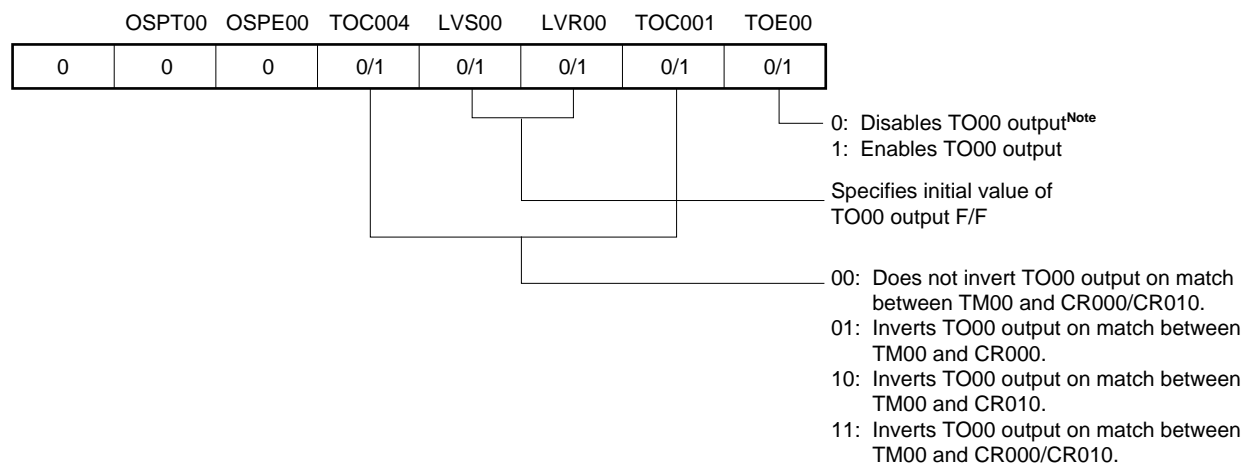 OSPT00 OSPE00 TOC004 LVS00 LVR00 TOC001 TOE00
0 0 0 0/1 0/1 0/1 0/1 0/1
0: Disables TO00 outputNote
1: Enables TO00 output
Specifies initial value of
TO00 output F/F
00: Does not invert TO00 output on match
between TM00 and CR000/CR010.
01: Inverts TO00 output on match between
TM00 and CR000.
10: Inverts TO00 output on match between
TM00 and CR010.
11: Inverts TO00 output on match between
TM00 and CR000/CR010.